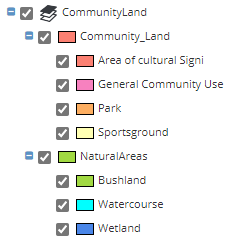 CommunityLand
Community_Land
Area of cultural Signi
General Community Use
Park
Sportsground
NaturalAreas
Bushland
Watercourse
Wetland